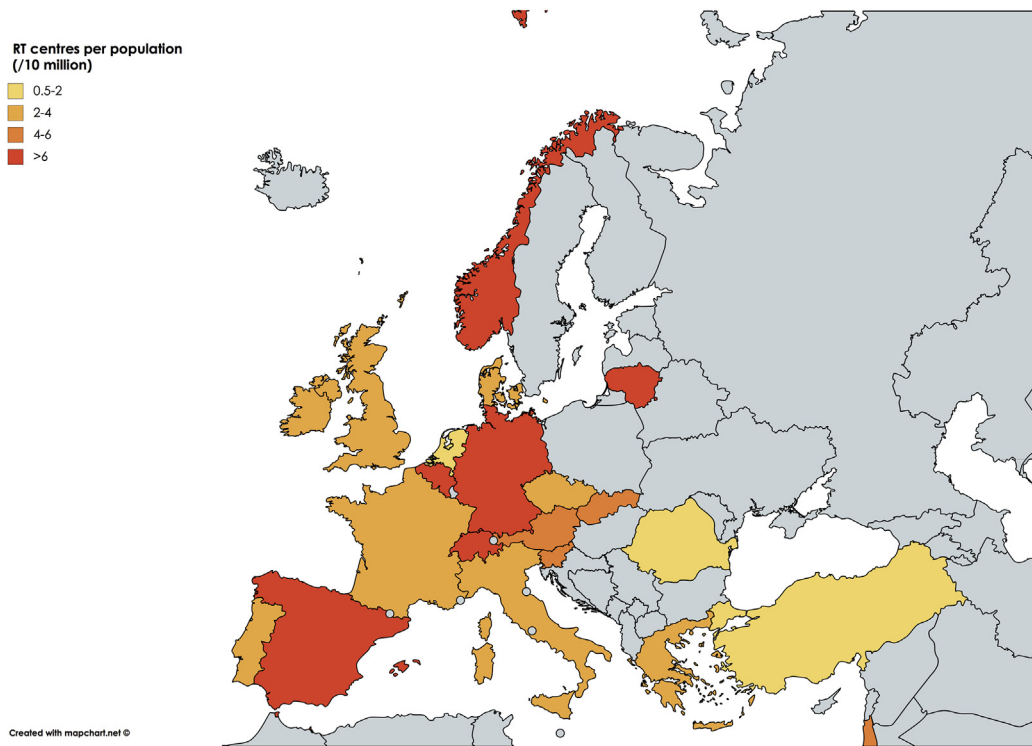 RT centres per population
(/10 million)
0.5-2
2-4
4-6
>6
Created with mapchart.net ©